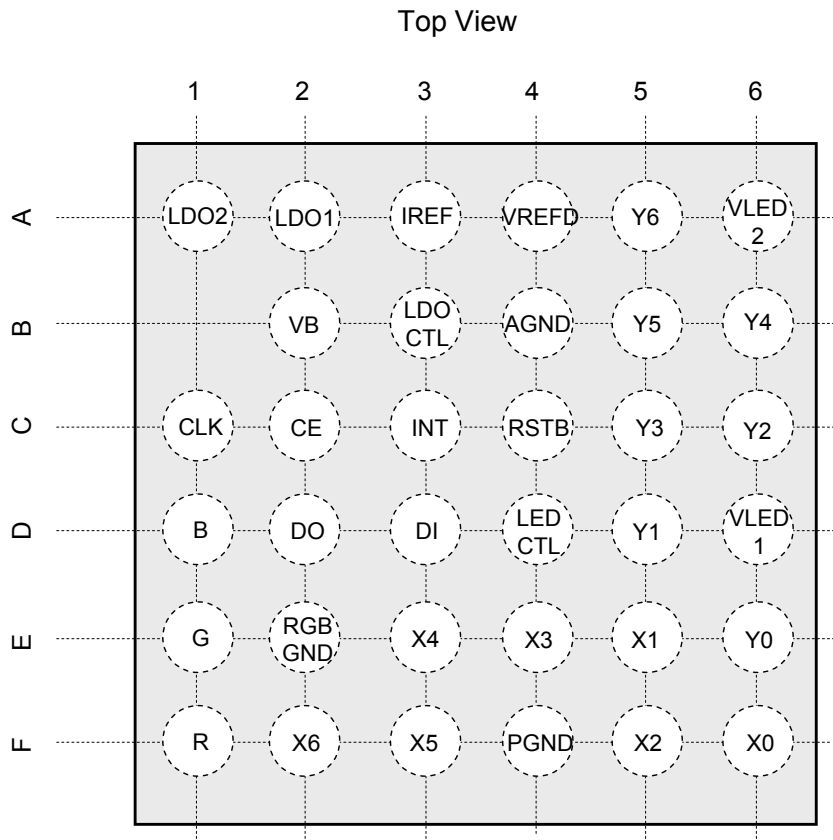 Top View
1 2 3 4 5 6
A LDO2 LDO1 IREF VREFD Y6 VLED 2
B VB LDO CTL AGND Y5 Y4
C CLK CE INT RSTB Y3 Y2
D B DO DI LED CTL Y1 VLED 1
E G RGB GND X4 X3 X1 Y0
F R X6 X5 PGND X2 X0